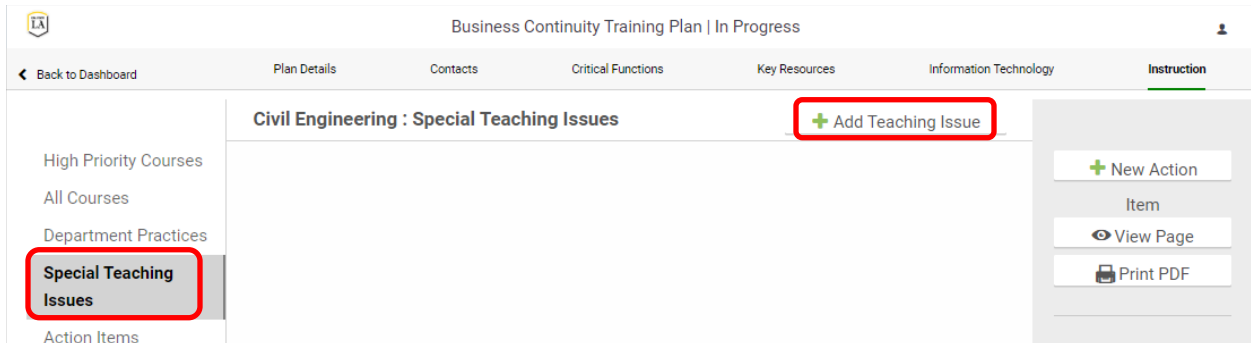 LA
Business Continuity Training Plan | In Progress
Back to Dashboard
Plan Details
Contacts
Critical Functions
Key Resources
Information Technology
Instruction
Civil Engineering : Special Teaching Issues
Add Teaching Issue
High Priority Courses
All Courses
Department Practices
Special Teaching
Issues
Action Items
New Action
Item
View Page
Print PDF